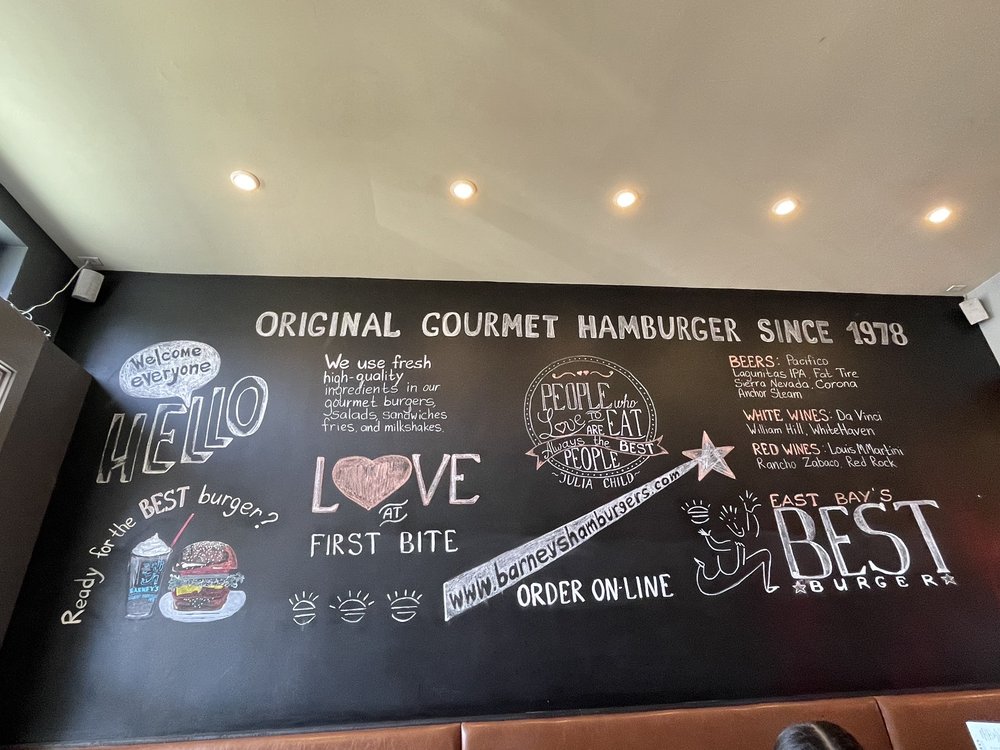 ORIGINAL GOURMET HAMBURGER SINCE 1978
Welcome
everyone
HELLO
Ready for the BEST burger?
BARNEY'S
We use fresh
high-quality
ingredients in our
gourmet burgers,
salads, sandwiches
fries, and milkshakes.
LOVE
AT
FIRST BITE
PEOPLE who
Love TO EAT
ARE
Always the BEST
PEOPLE
~JULIA CHILD~
www.barneyshamburgers.com
ORDER ON-LINE
BEERS: Pacifico
Lagunitas IPA, Fat Tire
Sierra Nevada, Corona
Anchor Steam
WHITE WINES: Da Vinci
William Hill, WhiteHaven
RED WINES: Louis M.Martini
Rancho Zabaco, Red Rock
EAST BAY'S
BEST
BURGER